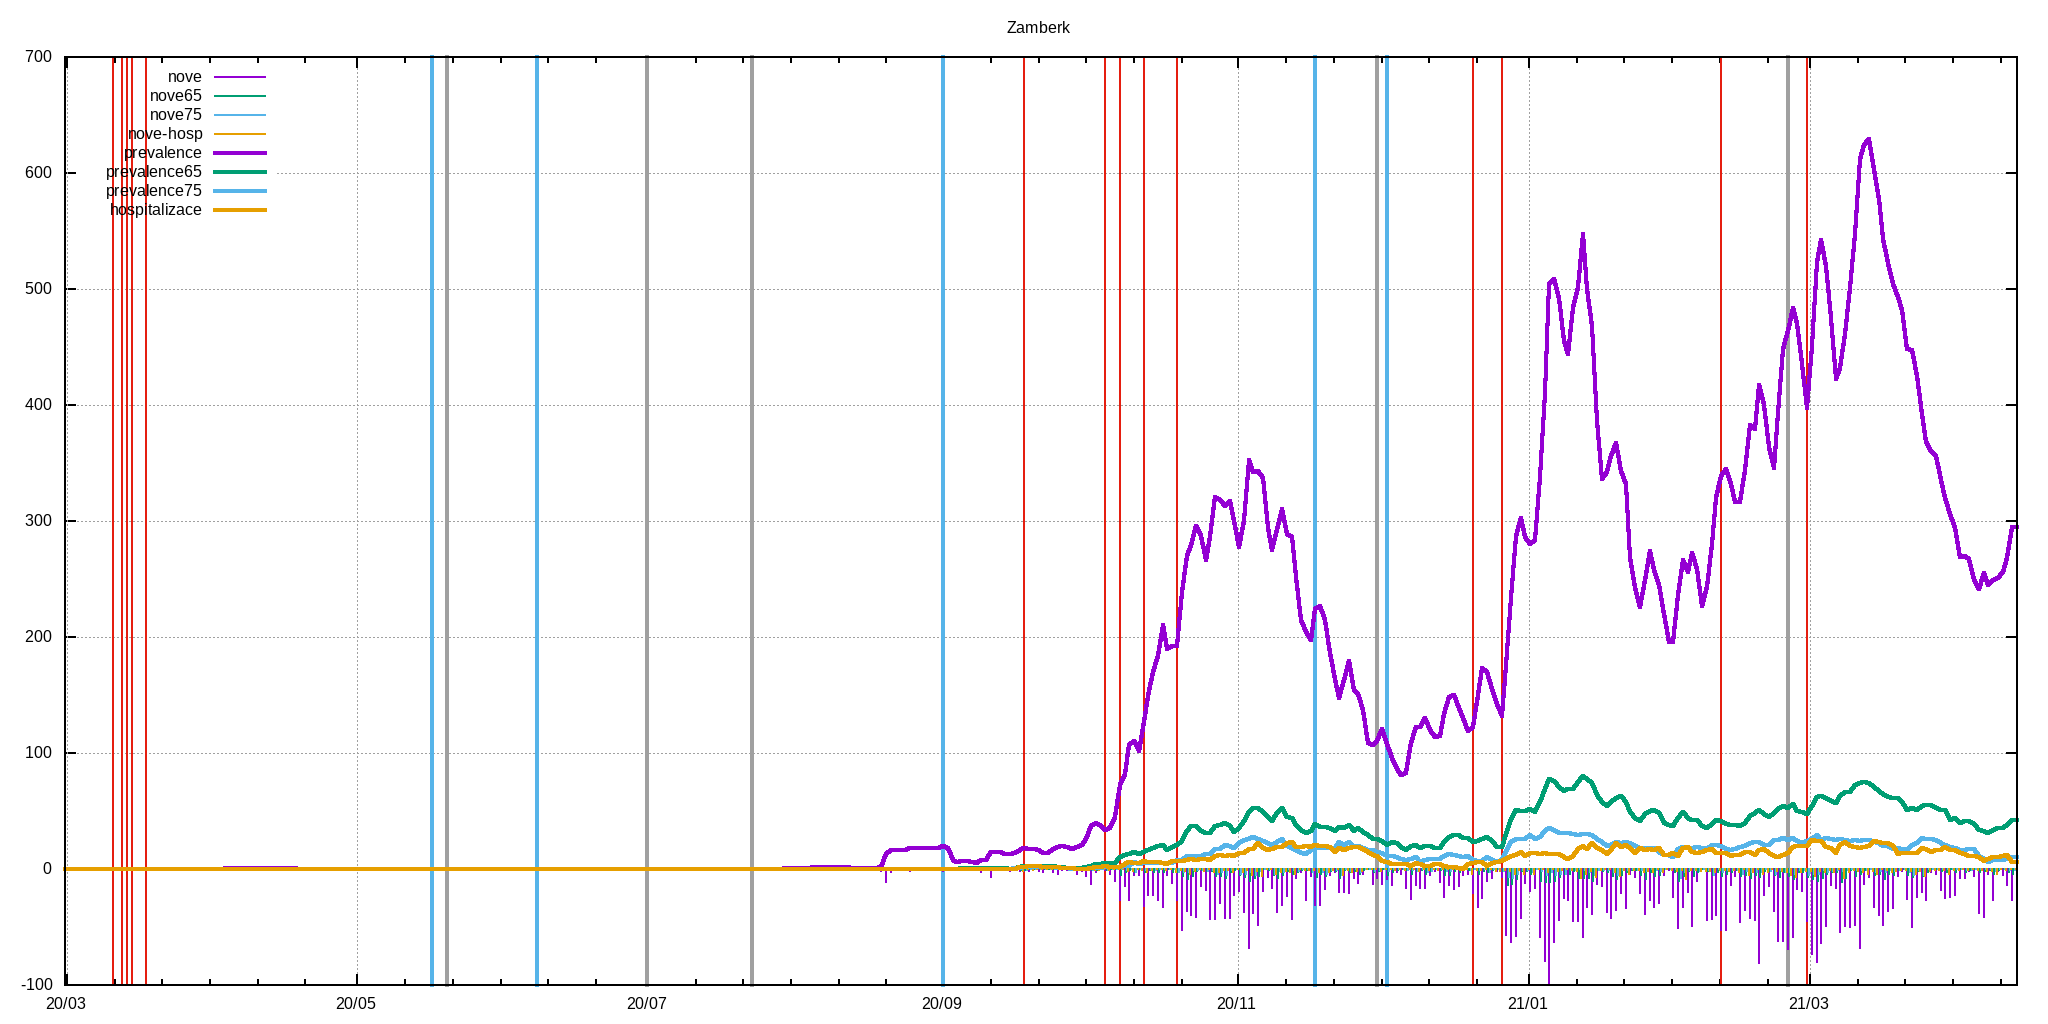 Zamberk
700
600
500
400
300
200
100
0
-100
nove
nove65
nove75
nove-hosp
prevalence
prevalence65
prevalence75
hospitalizace
20/03 20/05 20/07 20/09 20/11 21/01 21/03